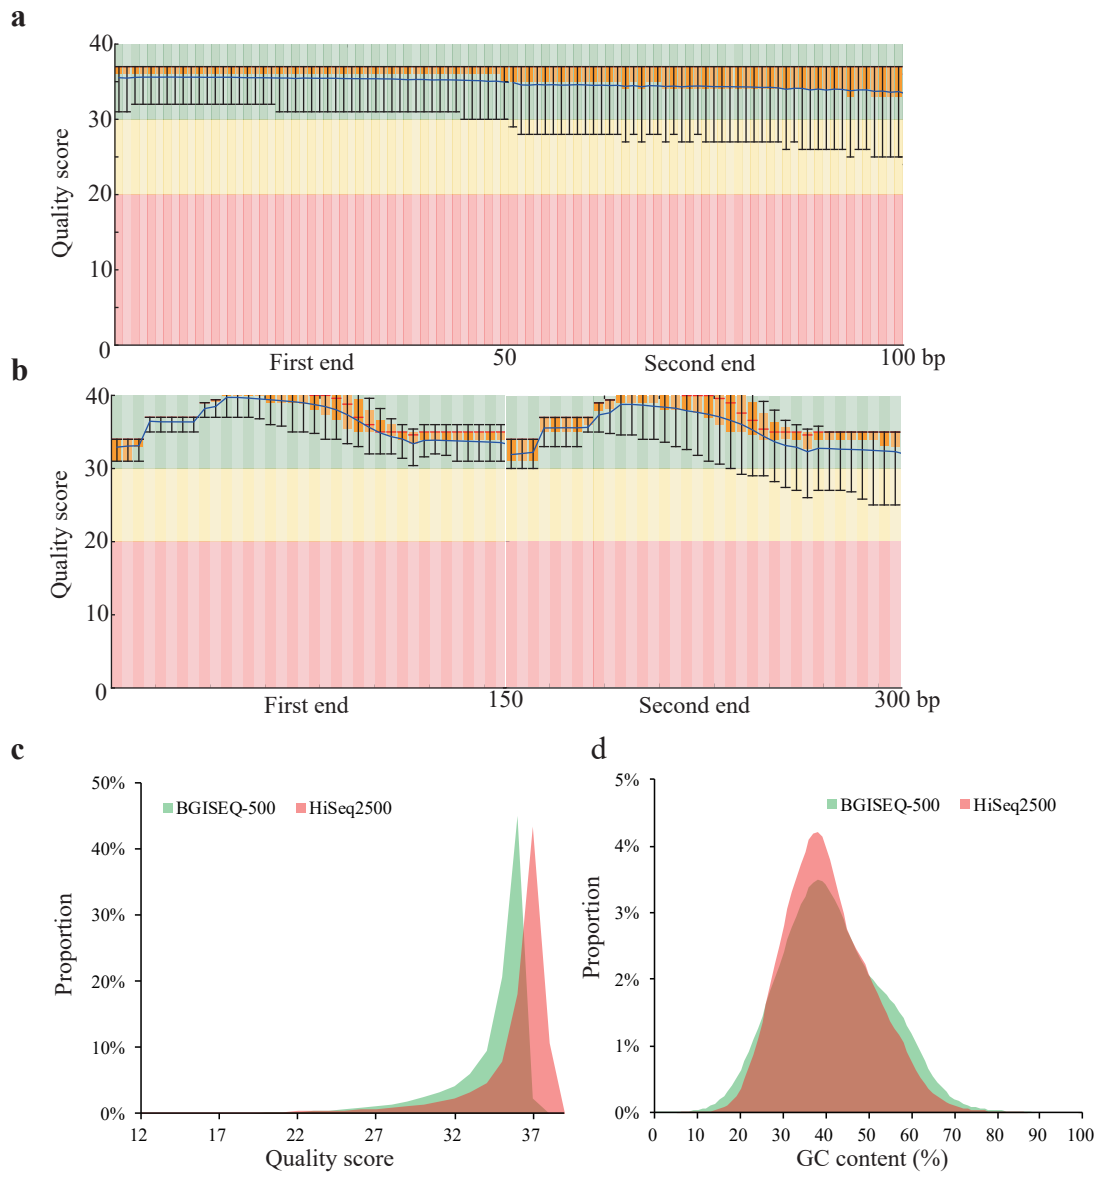 a
40
30
20
10
0
Quality score
First end
50
Second end
100 bp
b
40
30
20
10
0
Quality score
First end
150
Second end
300 bp
c
50%
40%
30%
20%
10%
0%
Proportion
BGISEQ-500
HiSeq2500
12
17
22
27
32
37
Quality score
d
5%
4%
3%
2%
1%
0%
Proportion
BGISEQ-500
HiSeq2500
0
10
20
30
40
50
60
70
80
90
100
GC content (%)